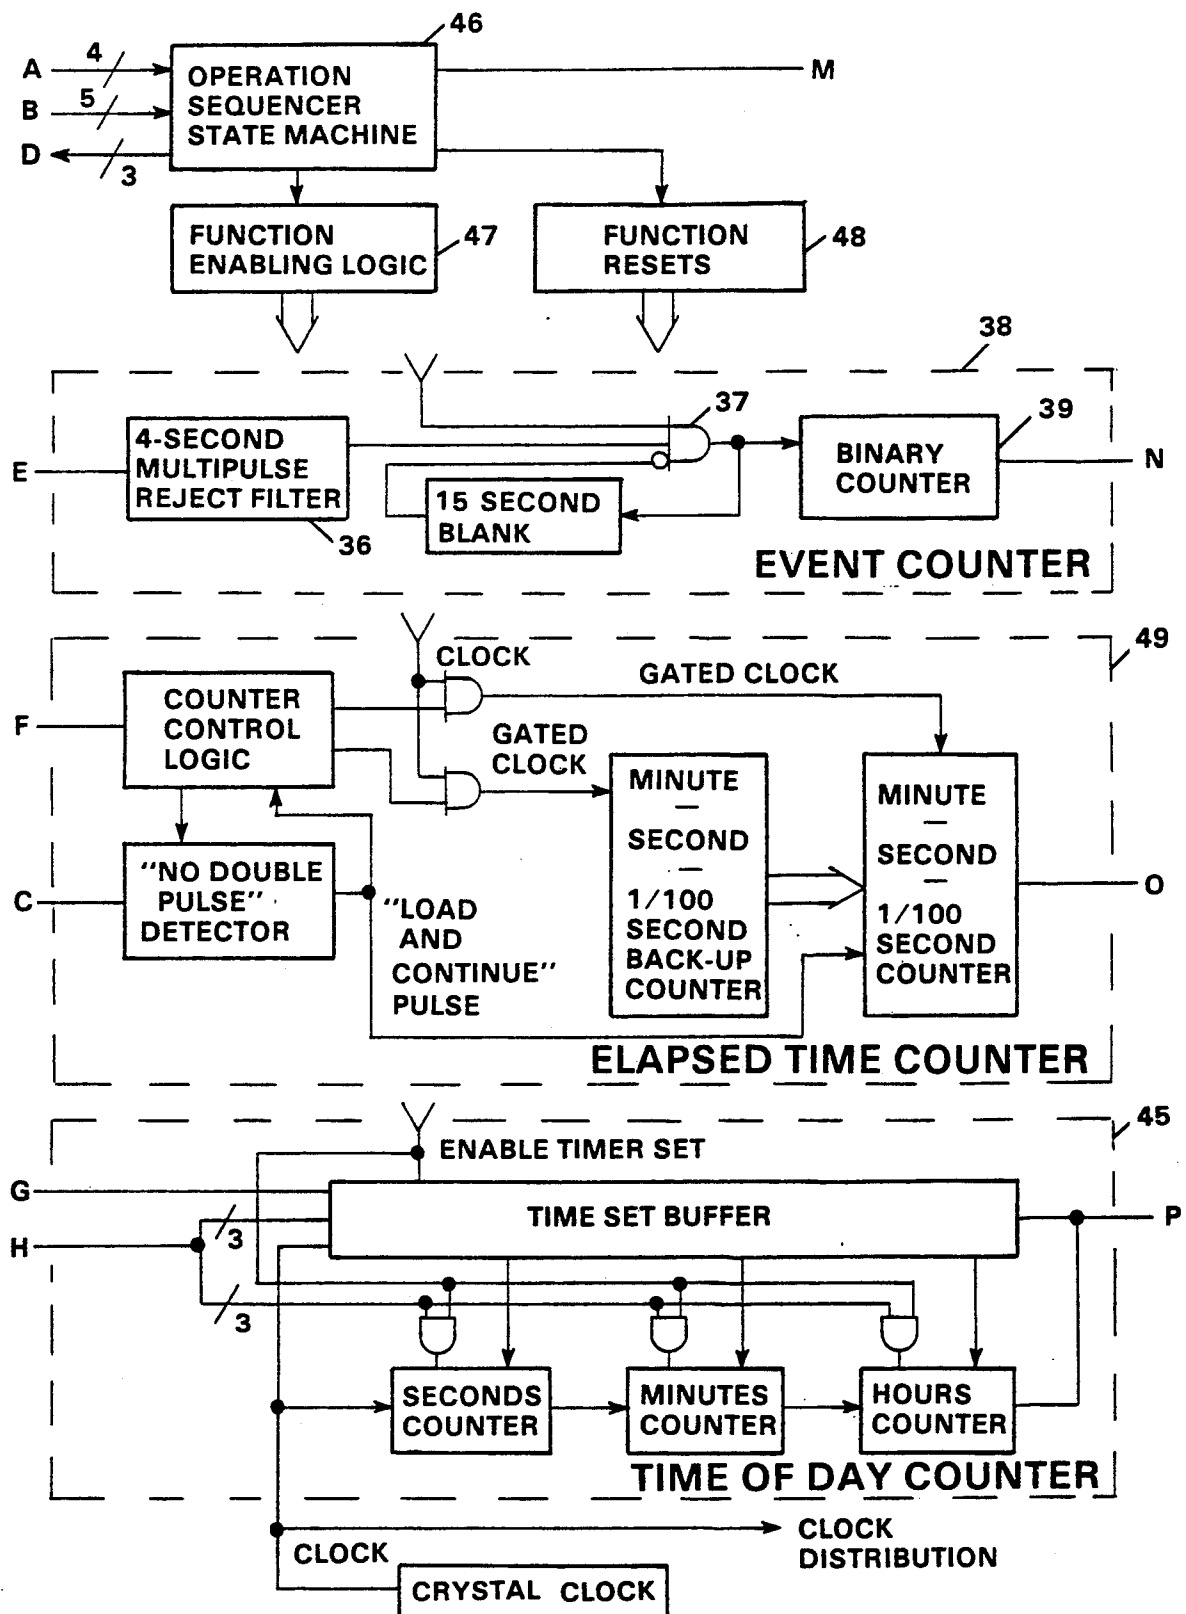 46
A
4
OPERATION
SEQUENCER
STATE MACHINE
M
B
5
D
3
FUNCTION
ENABLING LOGIC
47
FUNCTION
RESETS
48
38
E
4-SECOND
MULTIPULSE
REJECT FILTER
36
37
15 SECOND
BLANK
BINARY
COUNTER
39
N
EVENT COUNTER
49
F
COUNTER
CONTROL
LOGIC
CLOCK
GATED CLOCK
GATED
CLOCK
C
"NO DOUBLE
PULSE"
DETECTOR
"LOAD
AND
CONTINUE"
PULSE
MINUTE
—
SECOND
—
1/100
SECOND
BACK-UP
COUNTER
MINUTE
—
SECOND
—
1/100
SECOND
COUNTER
O
ELAPSED TIME COUNTER
45
ENABLE TIMER SET
G
H
3
3
TIME SET BUFFER
P
SECONDS
COUNTER
MINUTES
COUNTER
HOURS
COUNTER
TIME OF DAY COUNTER
CLOCK
CLOCK
DISTRIBUTION
CRYSTAL CLOCK